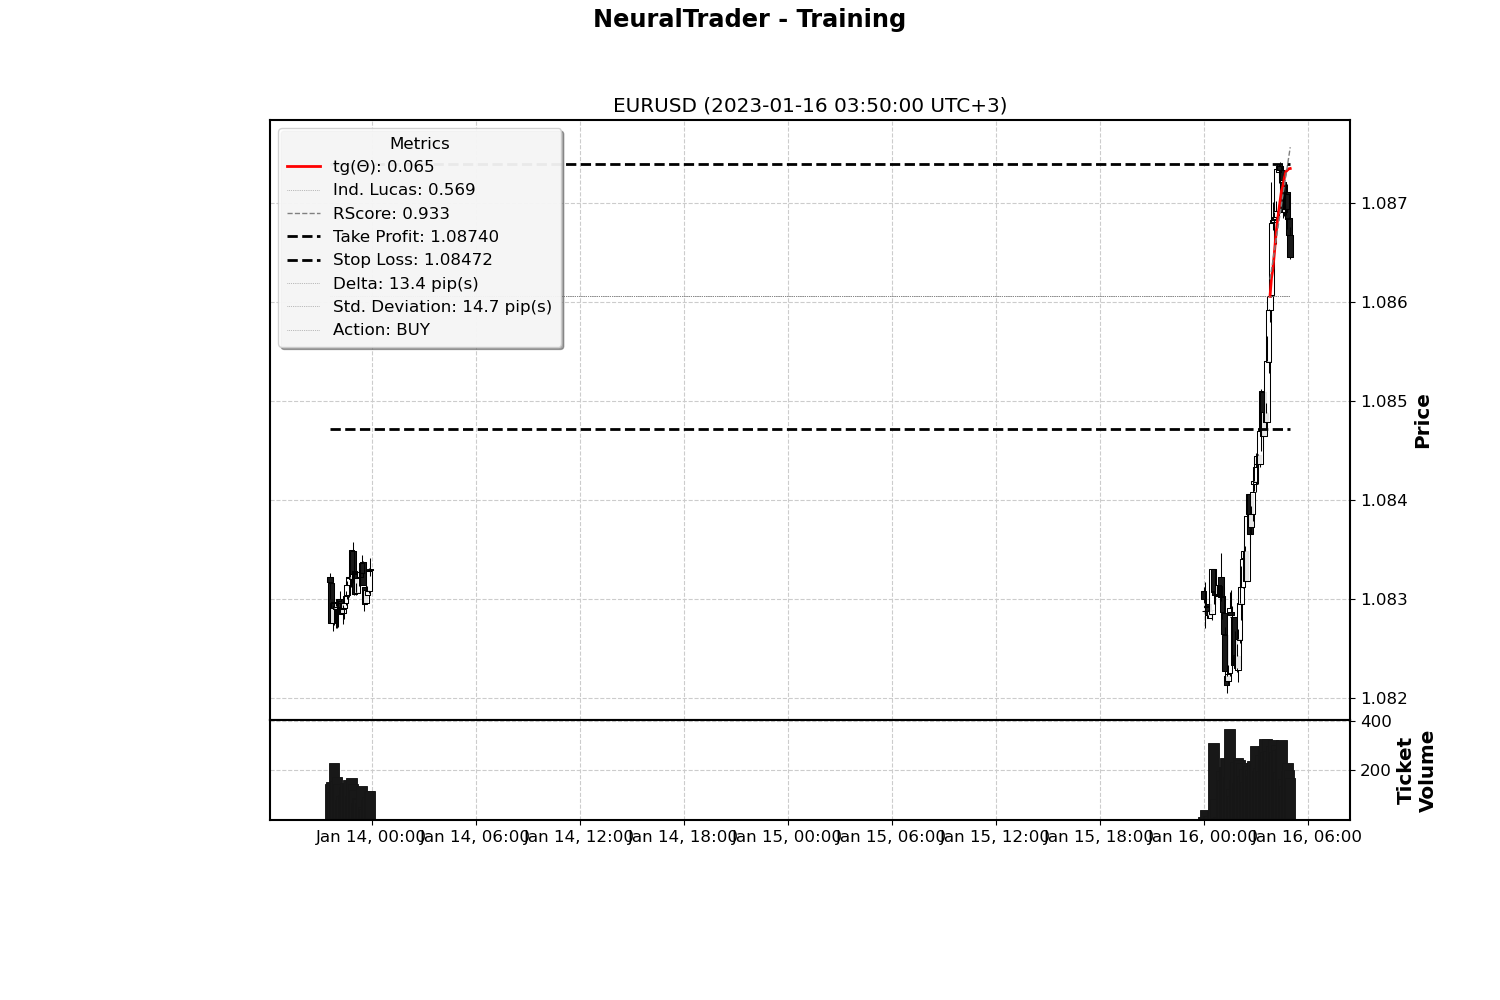 NeuralTrader - Training
EURUSD (2023-01-16 03:50:00 UTC+3)
Metrics
tg(Θ): 0.065
Ind. Lucas: 0.569
RScore: 0.933
Take Profit: 1.08740
Stop Loss: 1.08472
Delta: 13.4 pip(s)
Std. Deviation: 14.7 pip(s)
Action: BUY
1.087
1.086
1.085
1.084
1.083
1.082
Price
400
200
Ticket
Volume
Jan 14, 00:00
Jan 14, 06:00
Jan 14, 12:00
Jan 14, 18:00
Jan 15, 00:00
Jan 15, 06:00
Jan 15, 12:00
Jan 15, 18:00
Jan 16, 00:00
Jan 16, 06:00